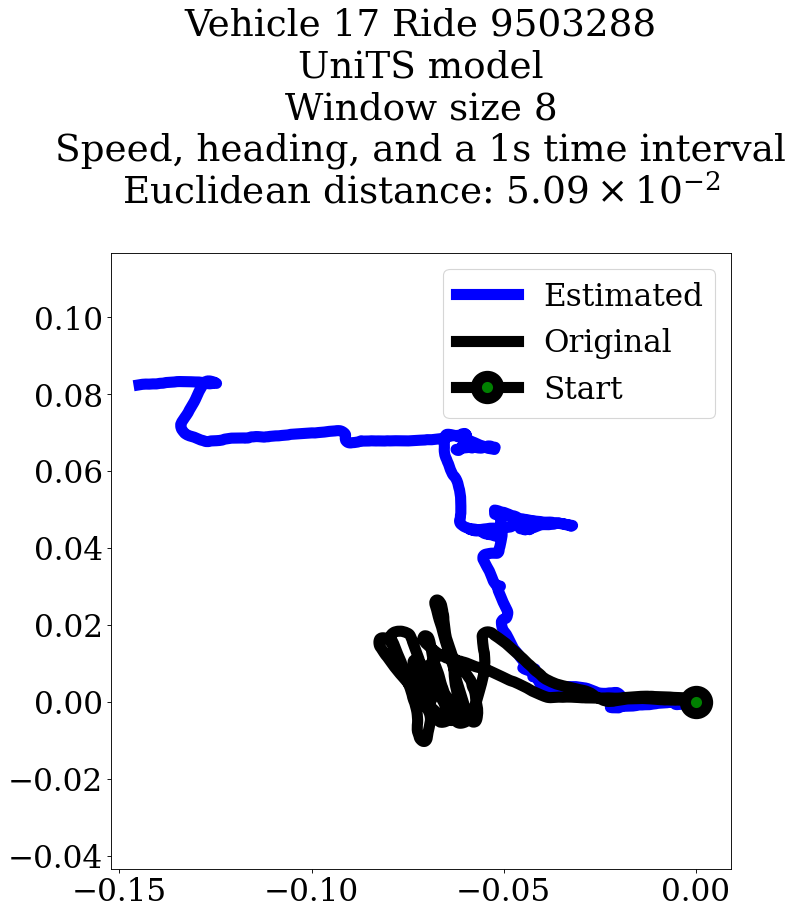 Vehicle 17 Ride 9503288
UniTS model
Window size 8
Speed, heading, and a 1s time interval
Euclidean distance: 5.09 × 10⁻²
Estimated
Original
Start
0.10
0.08
0.06
0.04
0.02
0.00
−0.02
−0.04
−0.15
−0.10
−0.05
0.00